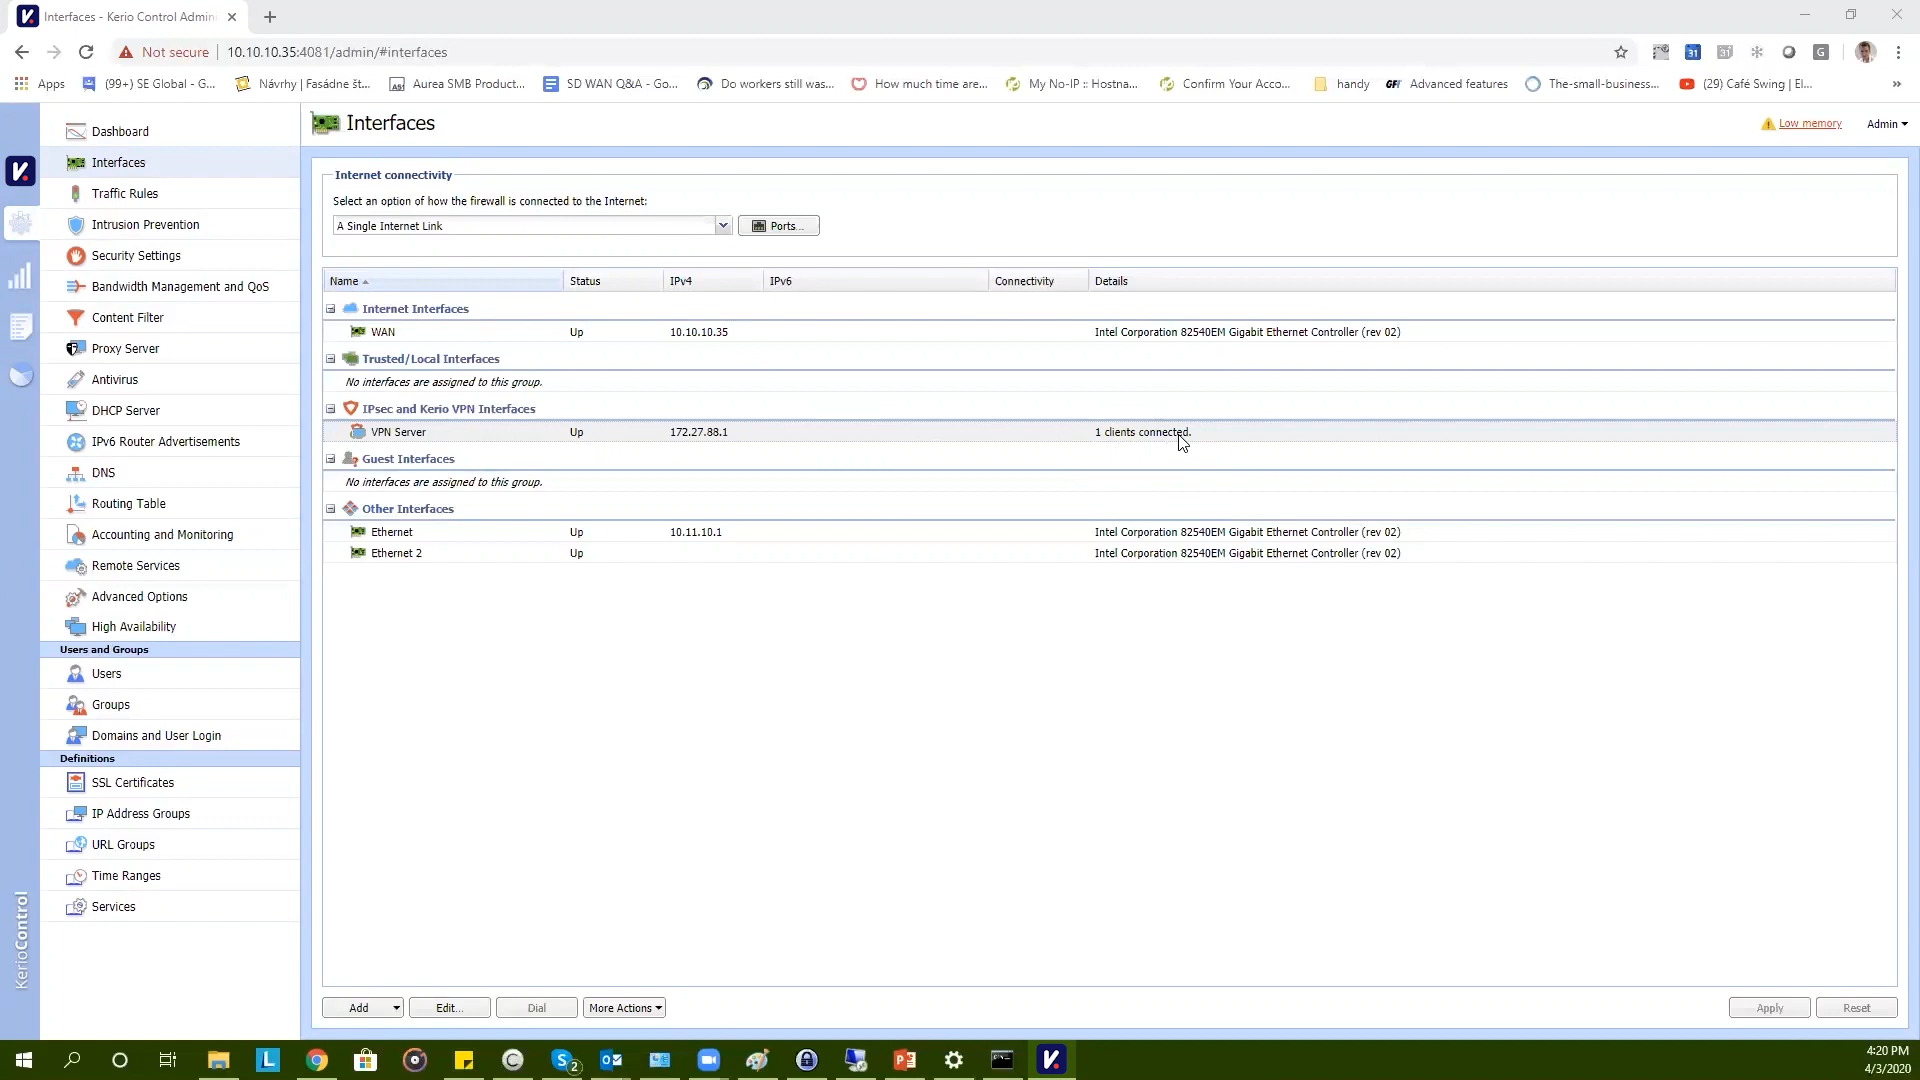 Interfaces - Kerio Control Admin
Not secure | 10.10.10.35:4081/admin/#interfaces
Apps (99+) SE Global - G... Návrhy | Fasádne št... Aurea SMB Product... SD WAN Q&A - Go... Do workers still was... How much time are... My No-IP :: Hostna... Confirm Your Acco... handy GFI Advanced features The-small-business... (29) Café Swing | El... »
Interfaces
Low memory Admin
Dashboard
Interfaces
Traffic Rules
Intrusion Prevention
Security Settings
Bandwidth Management and QoS
Content Filter
Proxy Server
Antivirus
DHCP Server
IPv6 Router Advertisements
DNS
Routing Table
Accounting and Monitoring
Remote Services
Advanced Options
High Availability
Users and Groups
Users
Groups
Domains and User Login
Definitions
SSL Certificates
IP Address Groups
URL Groups
Time Ranges
Services
KerioControl
Internet connectivity
Select an option of how the firewall is connected to the Internet:
A Single Internet Link Ports...
Name Status IPv4 IPv6 Connectivity Details
Internet Interfaces
WAN Up 10.10.10.35 Intel Corporation 82540EM Gigabit Ethernet Controller (rev 02)
Trusted/Local Interfaces
No interfaces are assigned to this group.
IPsec and Kerio VPN Interfaces
VPN Server Up 172.27.88.1 1 clients connected.
Guest Interfaces
No interfaces are assigned to this group.
Other Interfaces
Ethernet Up 10.11.10.1 Intel Corporation 82540EM Gigabit Ethernet Controller (rev 02)
Ethernet 2 Up Intel Corporation 82540EM Gigabit Ethernet Controller (rev 02)
Add Edit... Dial More Actions Apply Reset
4:20 PM
4/3/2020